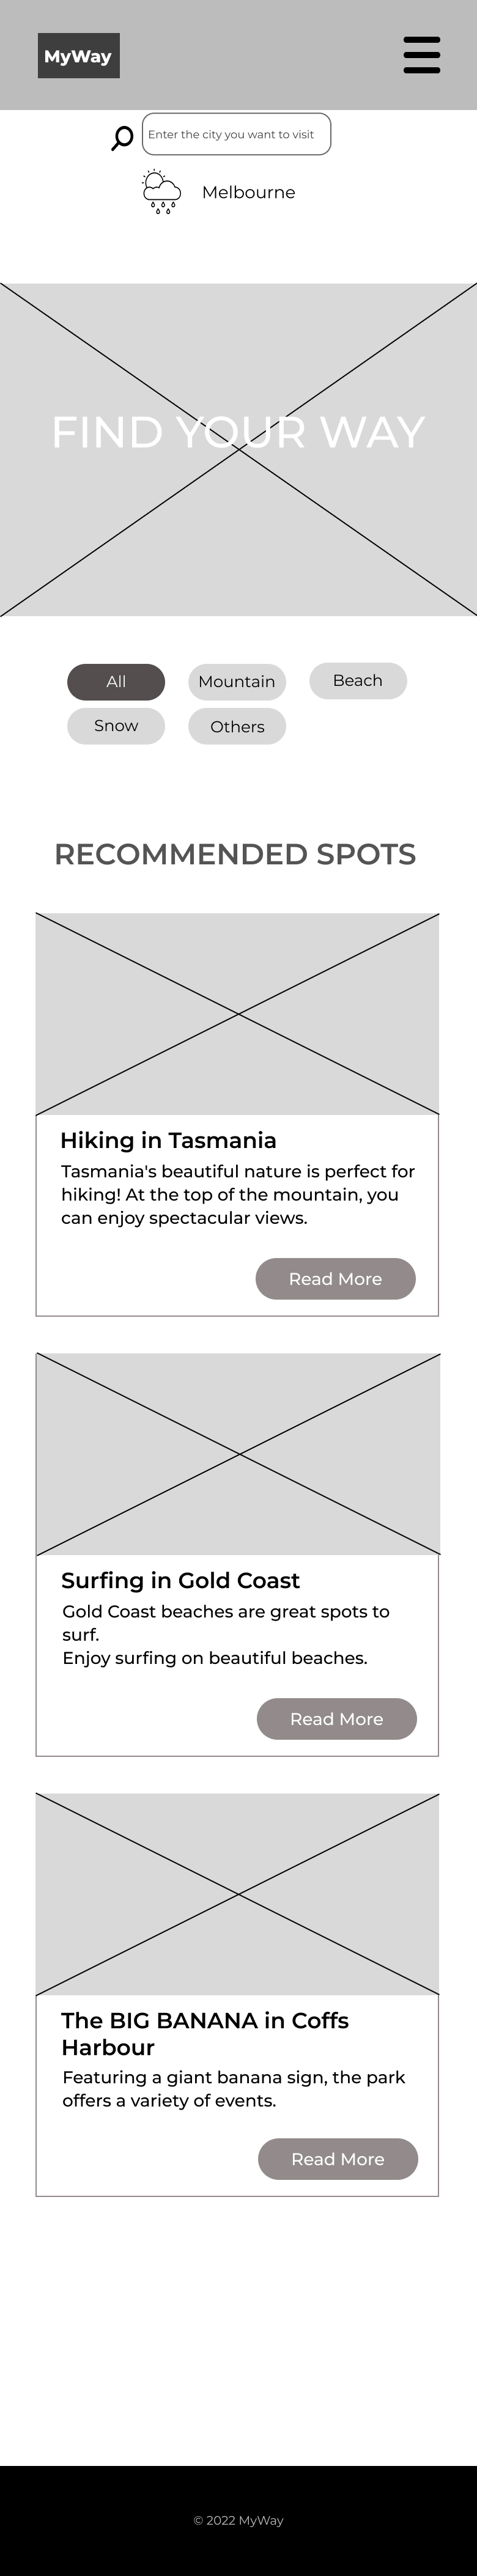 MyWay
Enter the city you want to visit
Melbourne
FIND YOUR WAY
All
Mountain
Beach
Snow
Others
RECOMMENDED SPOTS
Hiking in Tasmania
Tasmania's beautiful nature is perfect for
hiking! At the top of the mountain, you
can enjoy spectacular views.
Read More
Surfing in Gold Coast
Gold Coast beaches are great spots to
surf.
Enjoy surfing on beautiful beaches.
Read More
The BIG BANANA in Coffs
Harbour
Featuring a giant banana sign, the park
offers a variety of events.
Read More
© 2022 MyWay